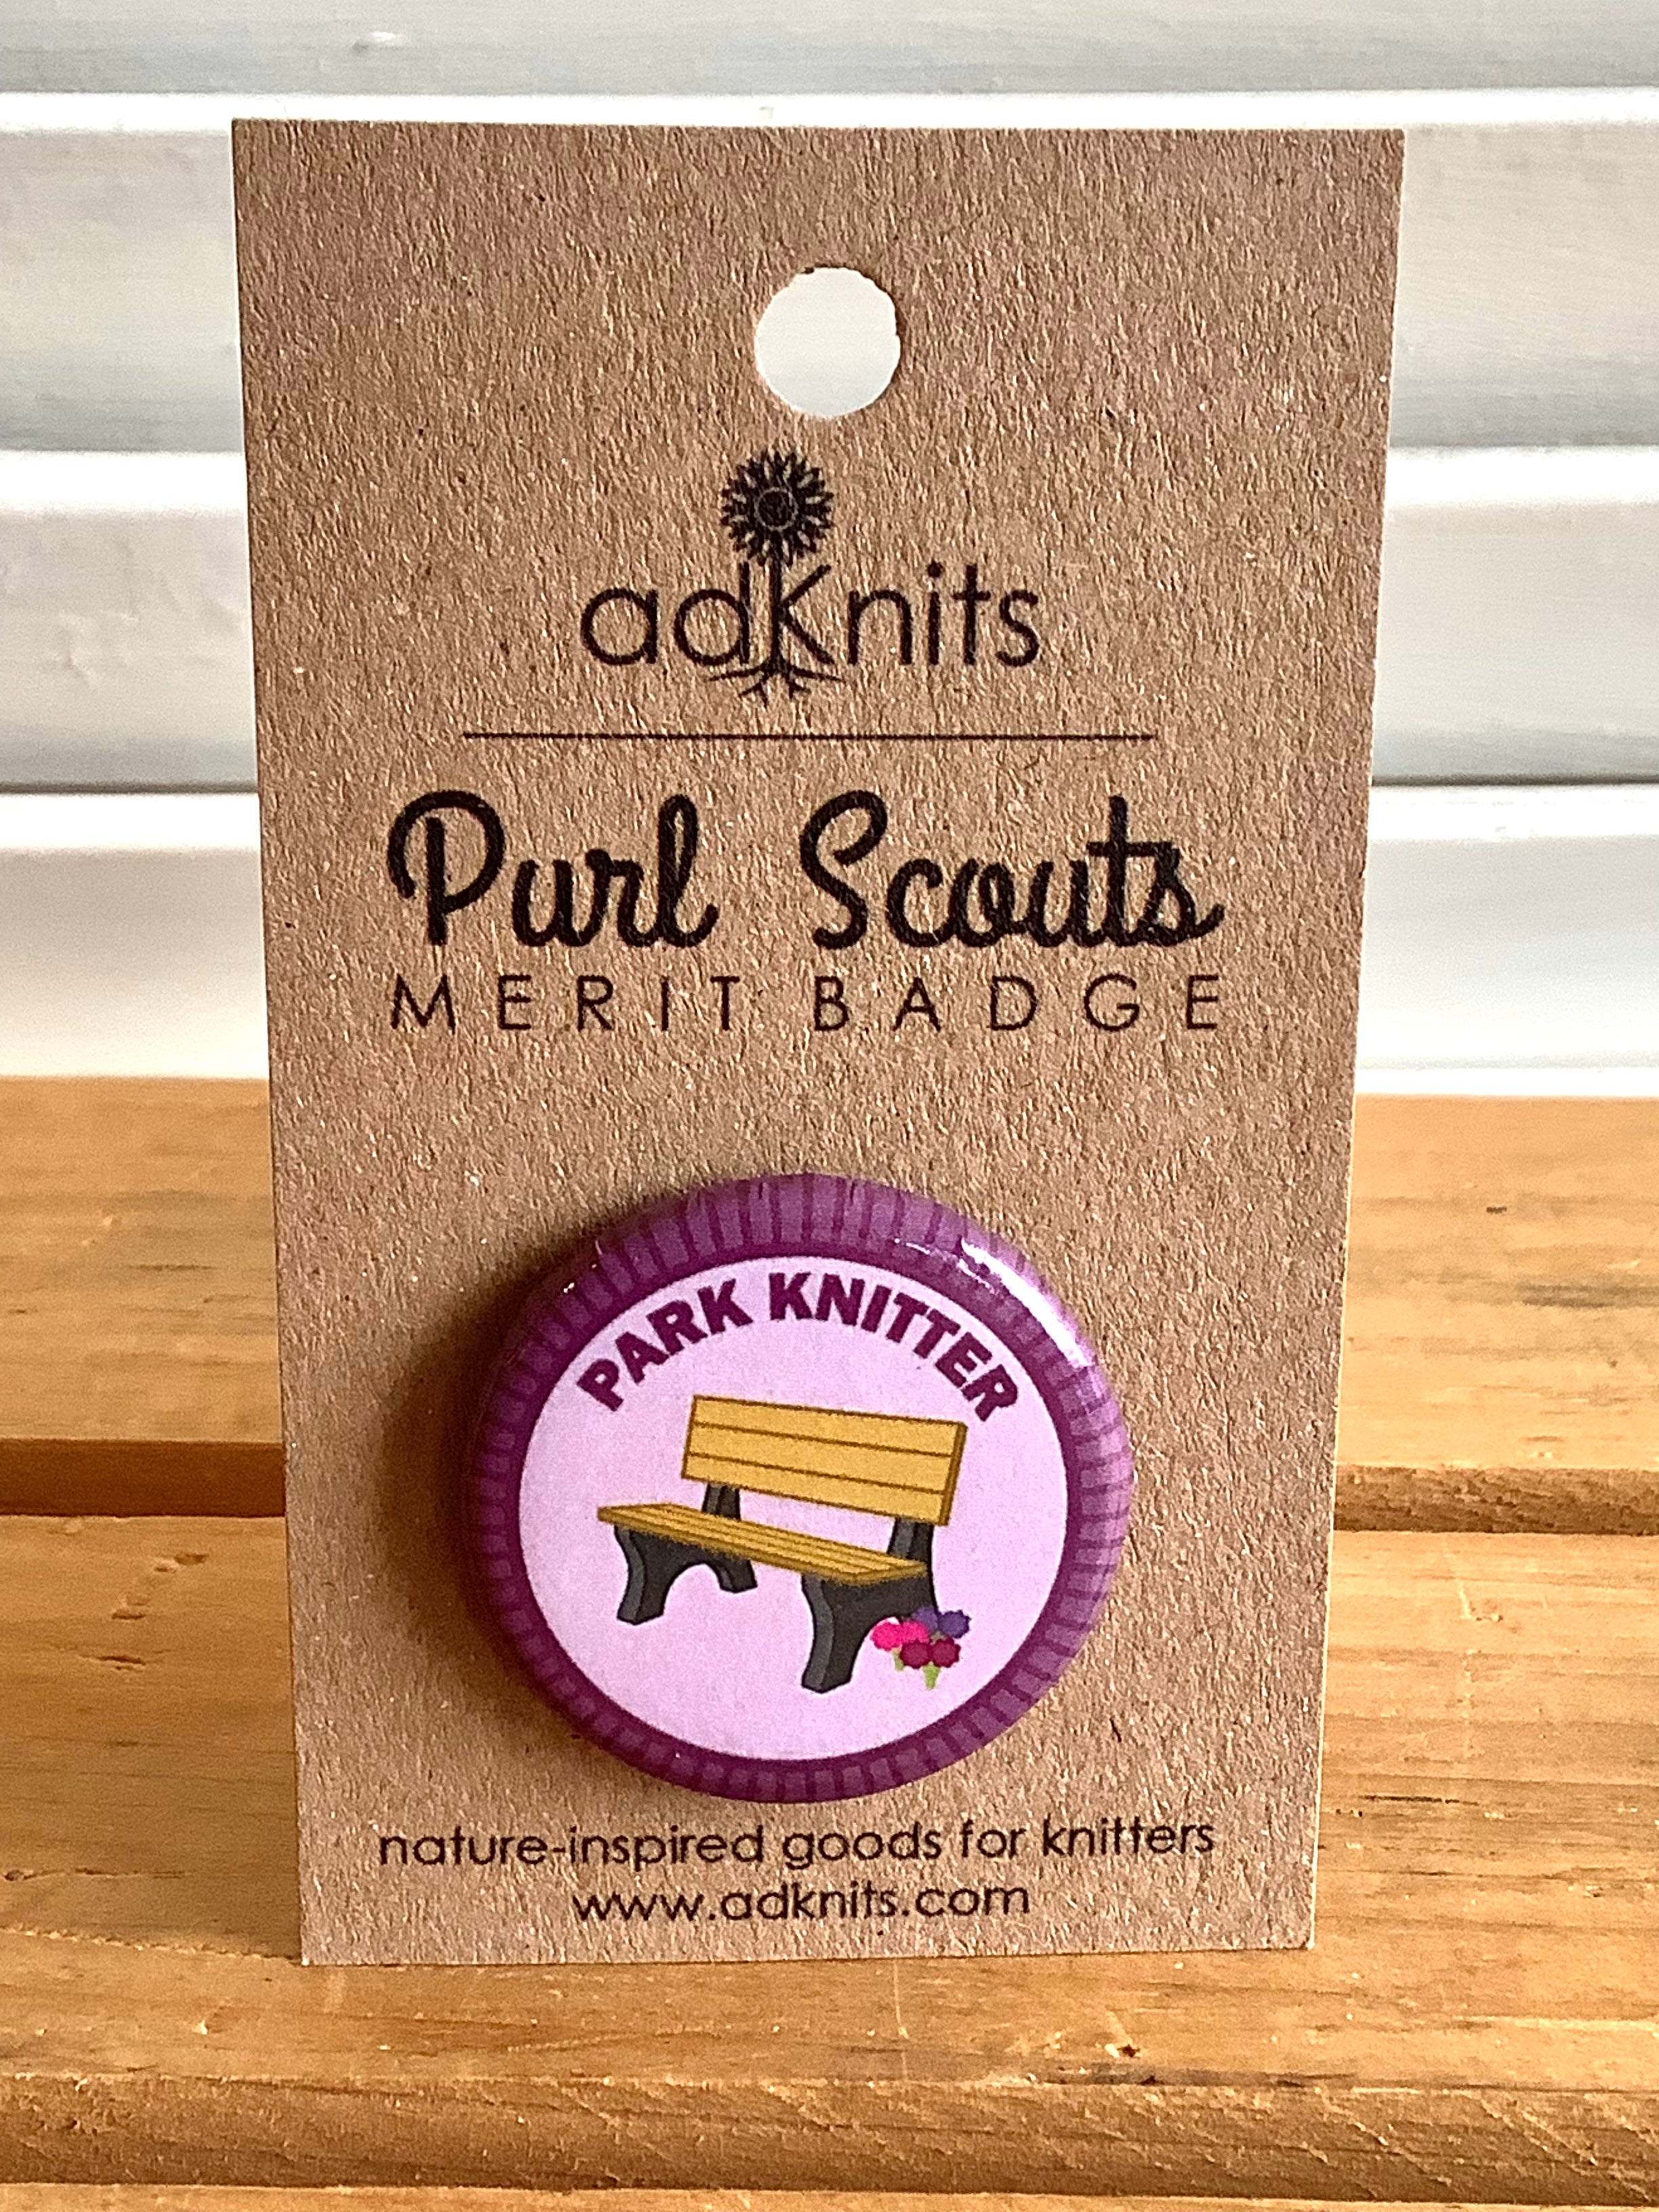 adKnits
Purl Scouts
MERIT BADGE
PARK KNITTER
nature-inspired goods for knitters
www.adknits.com